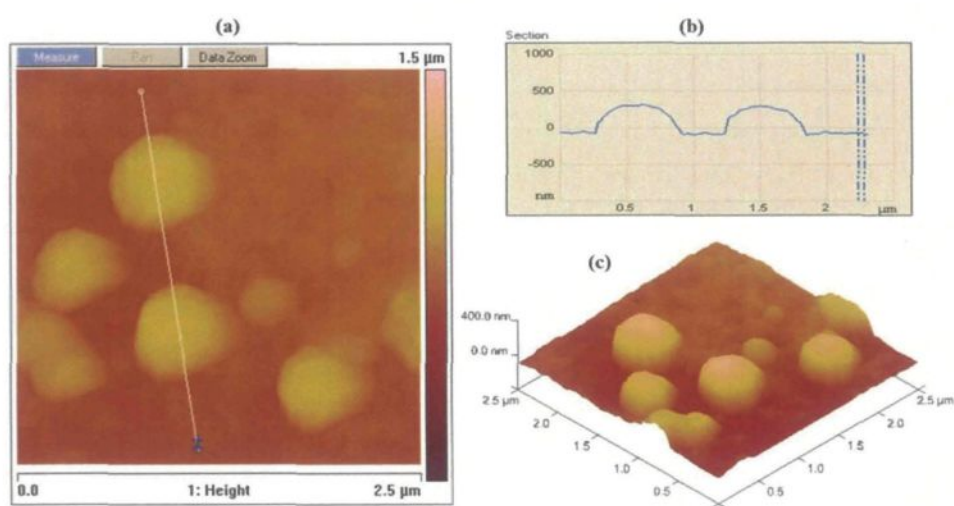 (a)
Measure Pan Data Zoom 1.5 µm
0.0 1: Height 2.5 µm
(b)
Section
1000
500
0
-500
nm
0.5 1 1.5 2 µm
(c)
400.0 nm
0.0 nm
2.5 µm 2.0 1.5 1.0 0.5
0.5 1.0 1.5 2.0 2.5 µm